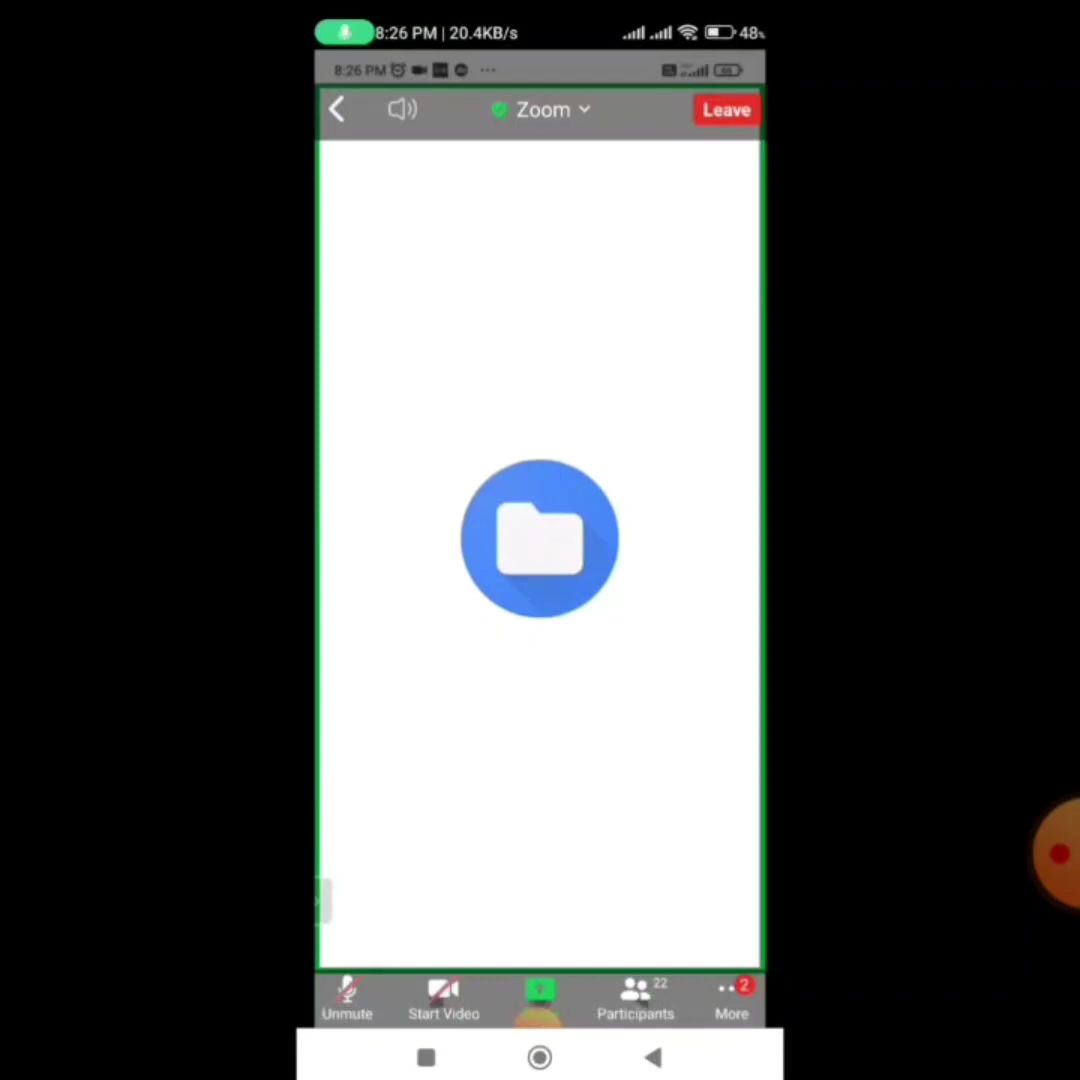 8:26 PM | 20.4KB/s 48%
8:26 PM
Zoom
Leave
22
2
Unmute
Start Video
Participants
More